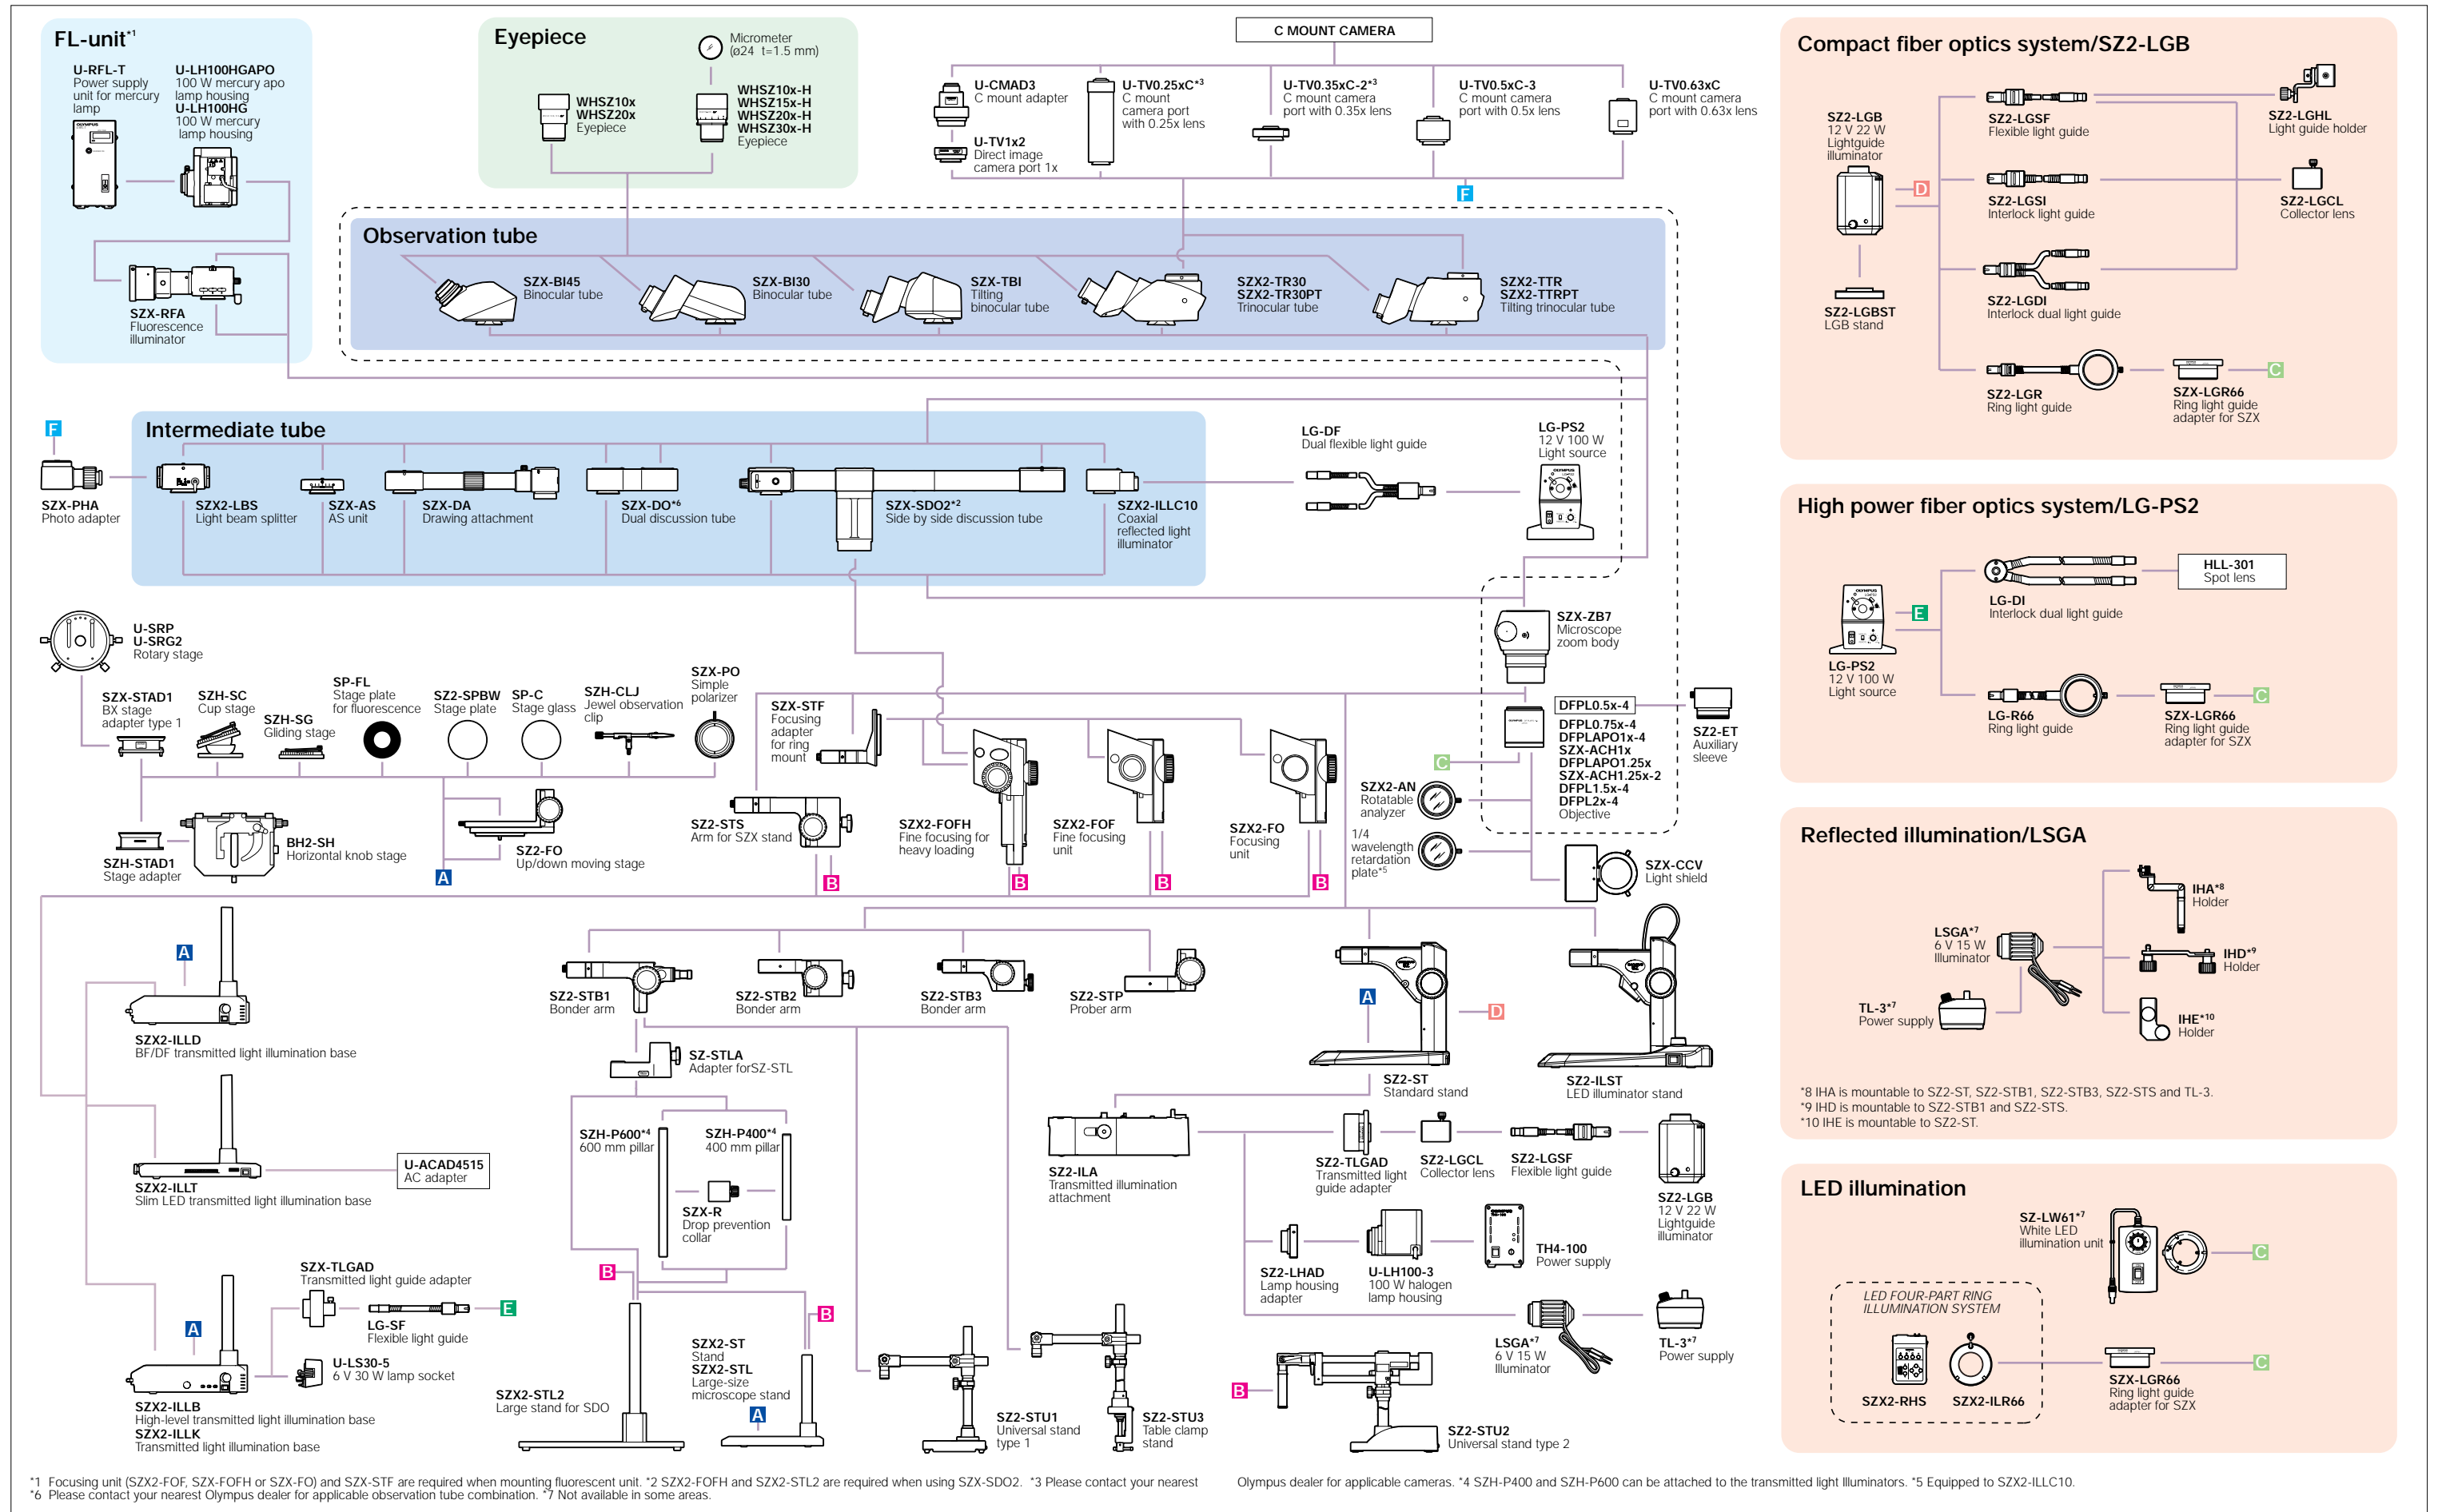 FL-unit*1
U-RFL-T
Power supply
unit for mercury
lamp
U-LH100HGAPO
100 W mercury apo
lamp housing
U-LH100HG
100 W mercury
lamp housing
SZX-RFA
Fluorescence
illuminator
Eyepiece
Micrometer
(ø24 t=1.5 mm)
WHSZ10x
WHSZ20x
Eyepiece
WHSZ10x-H
WHSZ15x-H
WHSZ20x-H
WHSZ30x-H
Eyepiece
C MOUNT CAMERA
U-CMAD3
C mount adapter
U-TV1x2
Direct image
camera port 1x
U-TV0.25xC*3
C mount
camera port
with 0.25x lens
U-TV0.35xC-2*3
C mount camera
port with 0.35x lens
U-TV0.5xC-3
C mount camera
port with 0.5x lens
U-TV0.63xC
C mount camera
port with 0.63x lens
F
Observation tube
SZX-BI45
Binocular tube
SZX-BI30
Binocular tube
SZX-TBI
Tilting
binocular tube
SZX2-TR30
SZX2-TR30PT
Trinocular tube
SZX2-TTR
SZX2-TTRPT
Tilting trinocular tube
F
SZX-PHA
Photo adapter
Intermediate tube
SZX2-LBS
Light beam splitter
SZX-AS
AS unit
SZX-DA
Drawing attachment
SZX-DO*6
Dual discussion tube
SZX-SDO2*2
Side by side discussion tube
SZX2-ILLC10
Coaxial
reflected light
illuminator
LG-DF
Dual flexible light guide
LG-PS2
12 V 100 W
Light source
U-SRP
U-SRG2
Rotary stage
SZX-STAD1
BX stage
adapter type 1
SZH-SC
Cup stage
SZH-SG
Gliding stage
SP-FL
Stage plate
for fluorescence
SZ2-SPBW
Stage plate
SP-C
Stage glass
SZH-CLJ
Jewel observation
clip
SZX-PO
Simple
polarizer
SZH-STAD1
Stage adapter
BH2-SH
Horizontal knob stage
A
SZ2-FO
Up/down moving stage
SZX-STF
Focusing
adapter
for ring
mount
SZ2-STS
Arm for SZX stand
B
SZX2-FOFH
Fine focusing for
heavy loading
B
SZX2-FOF
Fine focusing
unit
B
SZX2-FO
Focusing
unit
B
SZX-ZB7
Microscope
zoom body
DFPL0.5x-4
DFPL0.75x-4
DFPLAPO1x-4
SZX-ACH1x
DFPLAPO1.25x
SZX-ACH1.25x-2
DFPL1.5x-4
DFPL2x-4
Objective
SZ2-ET
Auxiliary
sleeve
C
SZX2-AN
Rotatable
analyzer
1/4
wavelength
retardation
plate*5
SZX-CCV
Light shield
A
SZX2-ILLD
BF/DF transmitted light illumination base
SZX2-ILLT
Slim LED transmitted light illumination base
U-ACAD4515
AC adapter
SZX-TLGAD
Transmitted light guide adapter
LG-SF
Flexible light guide
E
A
U-LS30-5
6 V 30 W lamp socket
SZX2-ILLB
High-level transmitted light illumination base
SZX2-ILLK
Transmitted light illumination base
SZ2-STB1
Bonder arm
SZ2-STB2
Bonder arm
SZ2-STB3
Bonder arm
SZ2-STP
Prober arm
SZ-STLA
Adapter forSZ-STL
SZH-P600*4
600 mm pillar
SZH-P400*4
400 mm pillar
SZX-R
Drop prevention
collar
B
SZX2-STL2
Large stand for SDO
SZX2-ST
Stand
SZX2-STL
Large-size
microscope stand
A
B
SZ2-STU1
Universal stand
type 1
SZ2-STU3
Table clamp
stand
B
SZ2-STU2
Universal stand type 2
A
D
SZ2-ST
Standard stand
SZ2-ILST
LED illuminator stand
SZ2-ILA
Transmitted illumination
attachment
SZ2-TLGAD
Transmitted light
guide adapter
SZ2-LGCL
Collector lens
SZ2-LGSF
Flexible light guide
SZ2-LGB
12 V 22 W
Lightguide
illuminator
SZ2-LHAD
Lamp housing
adapter
U-LH100-3
100 W halogen
lamp housing
TH4-100
Power supply
LSGA*7
6 V 15 W
Illuminator
TL-3*7
Power supply
Compact fiber optics system/SZ2-LGB
SZ2-LGB
12 V 22 W
Lightguide
illuminator
D
SZ2-LGBST
LGB stand
SZ2-LGSF
Flexible light guide
SZ2-LGHL
Light guide holder
SZ2-LGSI
Interlock light guide
SZ2-LGCL
Collector lens
SZ2-LGDI
Interlock dual light guide
SZ2-LGR
Ring light guide
SZX-LGR66
Ring light guide
adapter for SZX
C
High power fiber optics system/LG-PS2
LG-PS2
12 V 100 W
Light source
E
LG-DI
Interlock dual light guide
HLL-301
Spot lens
LG-R66
Ring light guide
SZX-LGR66
Ring light guide
adapter for SZX
C
Reflected illumination/LSGA
LSGA*7
6 V 15 W
Illuminator
TL-3*7
Power supply
IHA*8
Holder
IHD*9
Holder
IHE*10
Holder
*8 IHA is mountable to SZ2-ST, SZ2-STB1, SZ2-STB3, SZ2-STS and TL-3.
*9 IHD is mountable to SZ2-STB1 and SZ2-STS.
*10 IHE is mountable to SZ2-ST.
LED illumination
SZ-LW61*7
White LED
illumination unit
C
LED FOUR-PART RING
ILLUMINATION SYSTEM
SZX2-RHS
SZX2-ILR66
SZX-LGR66
Ring light guide
adapter for SZX
C
*1 Focusing unit (SZX2-FOF, SZX-FOFH or SZX-FO) and SZX-STF are required when mounting fluorescent unit. *2 SZX2-FOFH and SZX2-STL2 are required when using SZX-SDO2. *3 Please contact your nearest Olympus dealer for applicable cameras. *4 SZH-P400 and SZH-P600 can be attached to the transmitted light Illuminators. *5 Equipped to SZX2-ILLC10.
*6 Please contact your nearest Olympus dealer for applicable observation tube combination. *7 Not available in some areas.